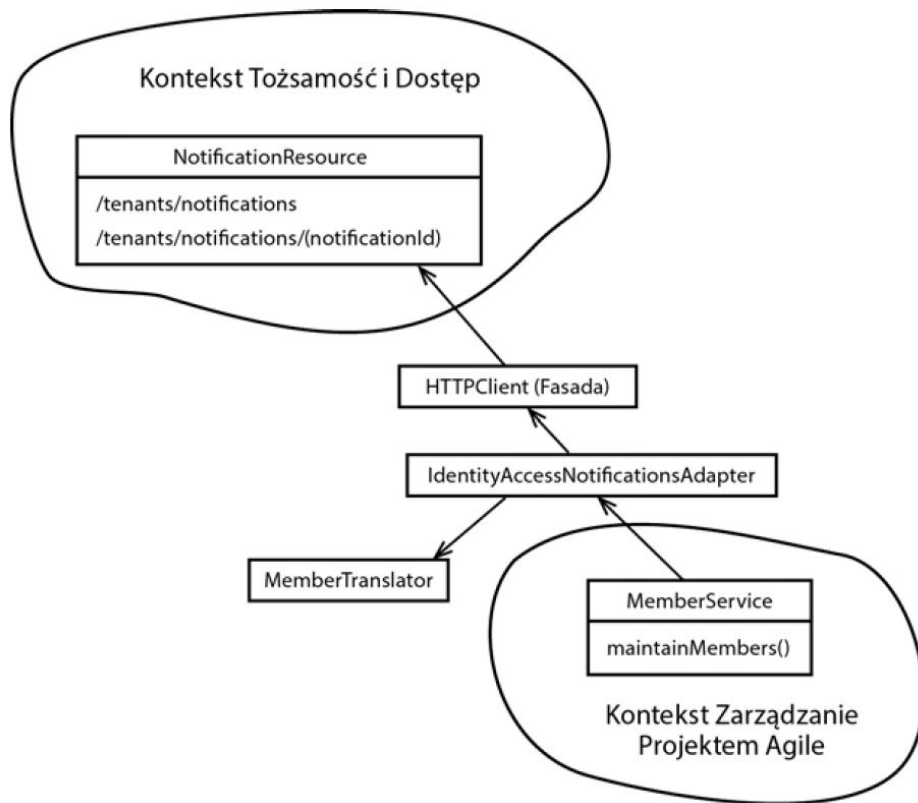 Kontekst Tożsamość i Dostęp
NotificationResource
/tenants/notifications
/tenants/notifications/(notificationId)
HTTPClient (Fasada)
IdentityAccessNotificationsAdapter
MemberTranslator
MemberService
maintainMembers()
Kontekst Zarządzanie
Projektem Agile